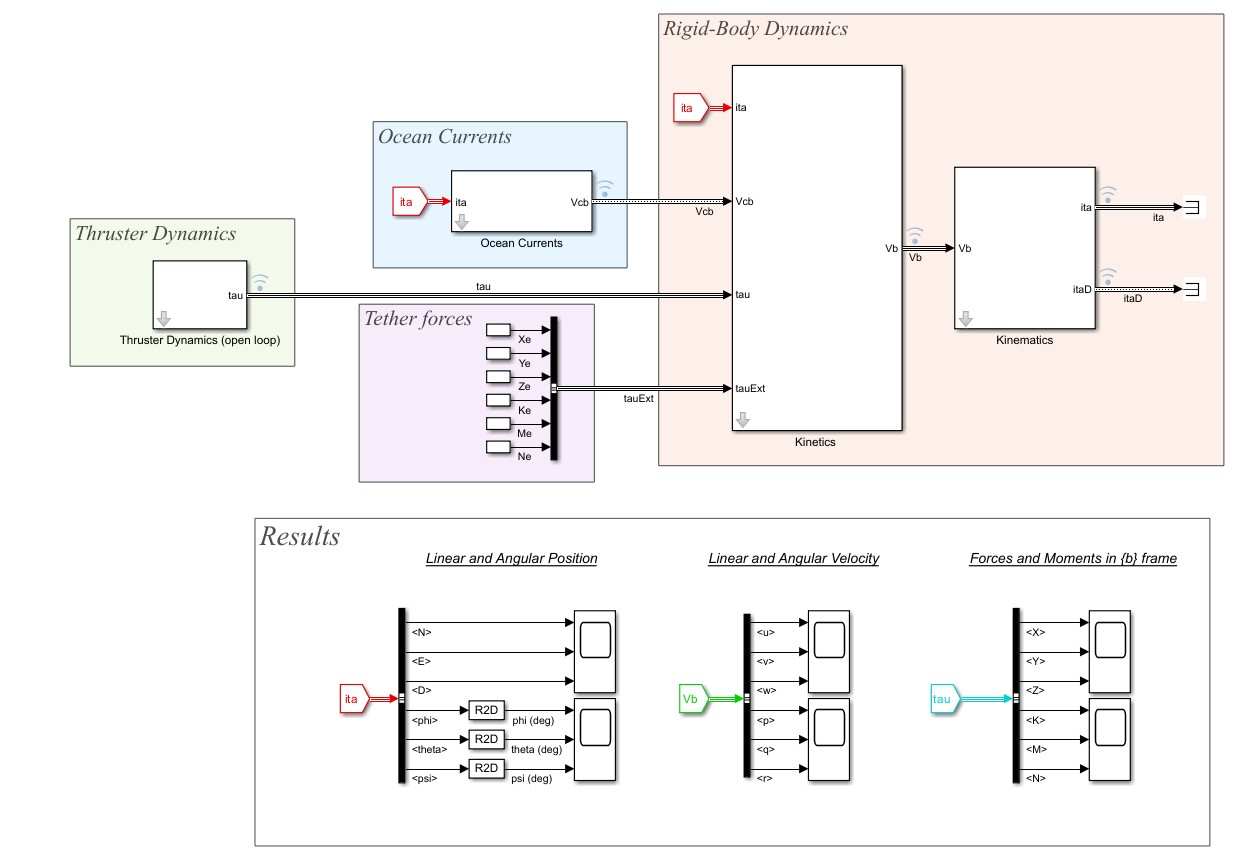 Rigid-Body Dynamics
ita
ita
Vcb
tau
tauExt
Kinetics
Vb
Vb
Vb
Kinematics
ita
ita
itaD
itaD
Ocean Currents
ita
ita
Vcb
Vcb
Ocean Currents
Thruster Dynamics
tau
tau
Thruster Dynamics (open loop)
Tether forces
Xe
Ye
Ze
Ke
Me
Ne
tauExt
Results
Linear and Angular Position
ita
<N>
<E>
<D>
<phi>
R2D
phi (deg)
<theta>
R2D
theta (deg)
<psi>
R2D
psi (deg)
Linear and Angular Velocity
Vb
<u>
<v>
<w>
<p>
<q>
<r>
Forces and Moments in {b} frame
tau
<X>
<Y>
<Z>
<K>
<M>
<N>